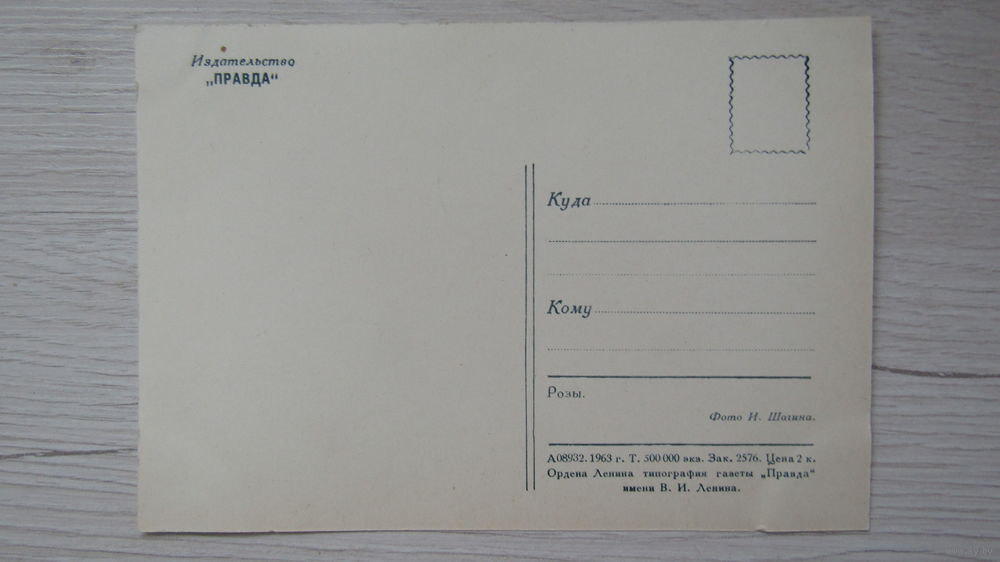 Издательство
„ПРАВДА“
Куда
Кому
Розы.
Фото И. Шагина.
А08932. 1963 г. Т. 500 000 экз. Зак. 2576. Цена 2 к.
Ордена Ленина типография газеты „Правда“
имени В. И. Ленина.